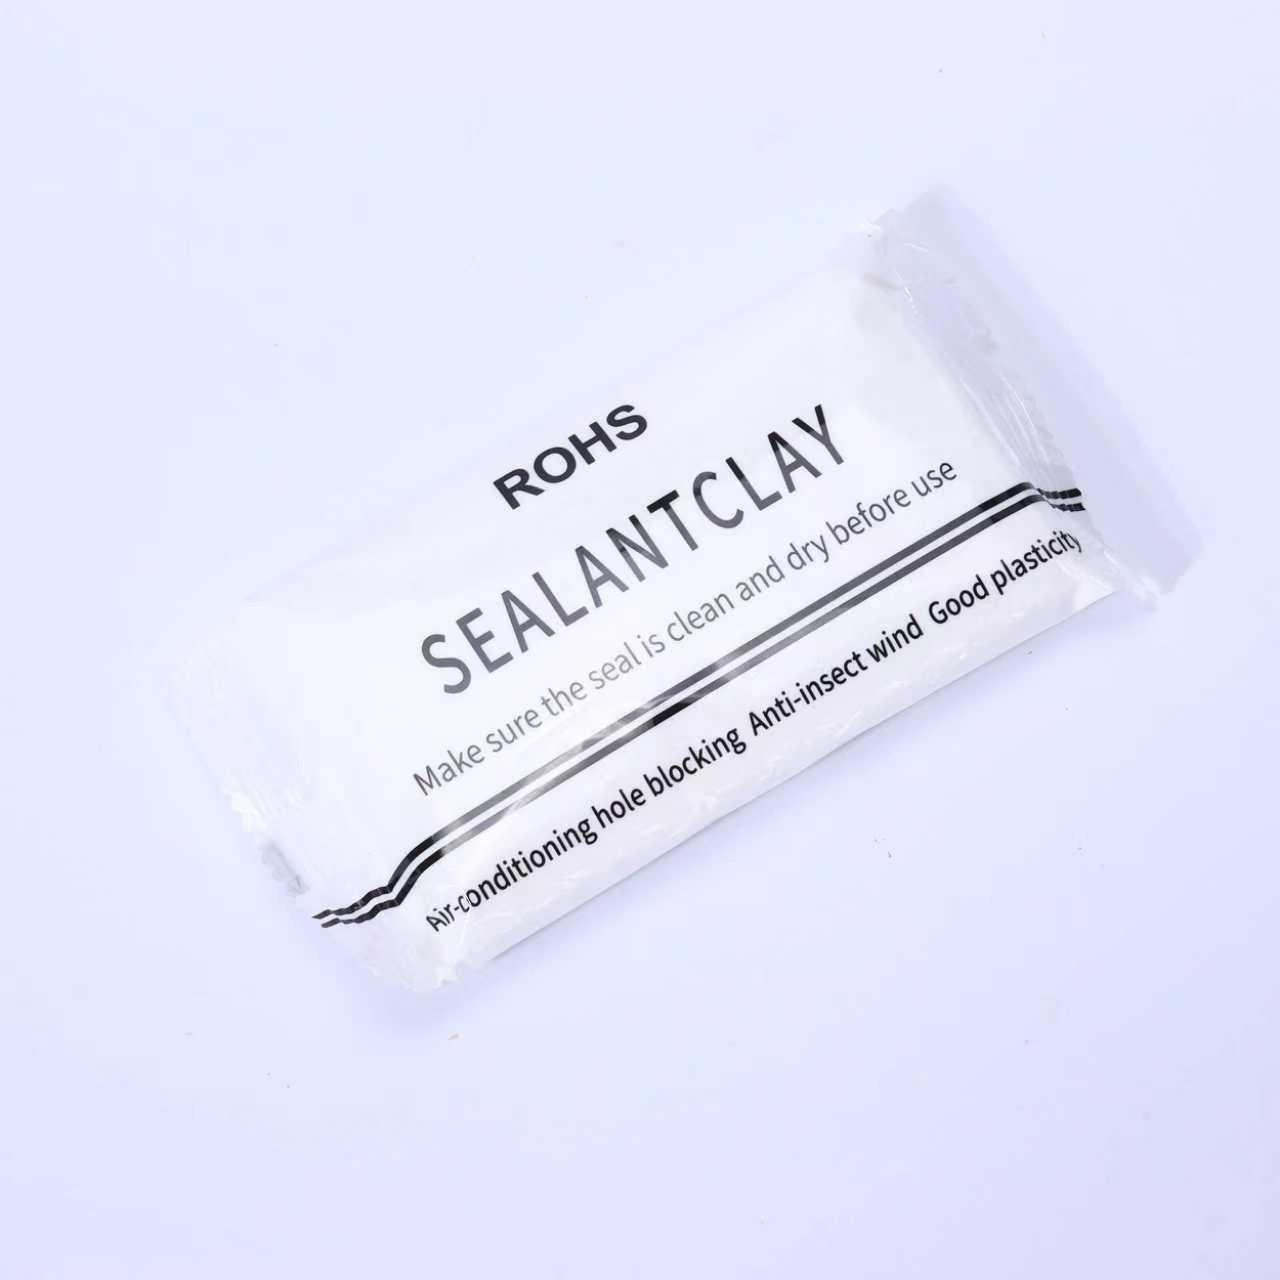 ROHS
SEALANTCLAY
Make sure the seal is clean and dry before use
Air-conditioning hole blocking Anti-insect wind Good plasticity